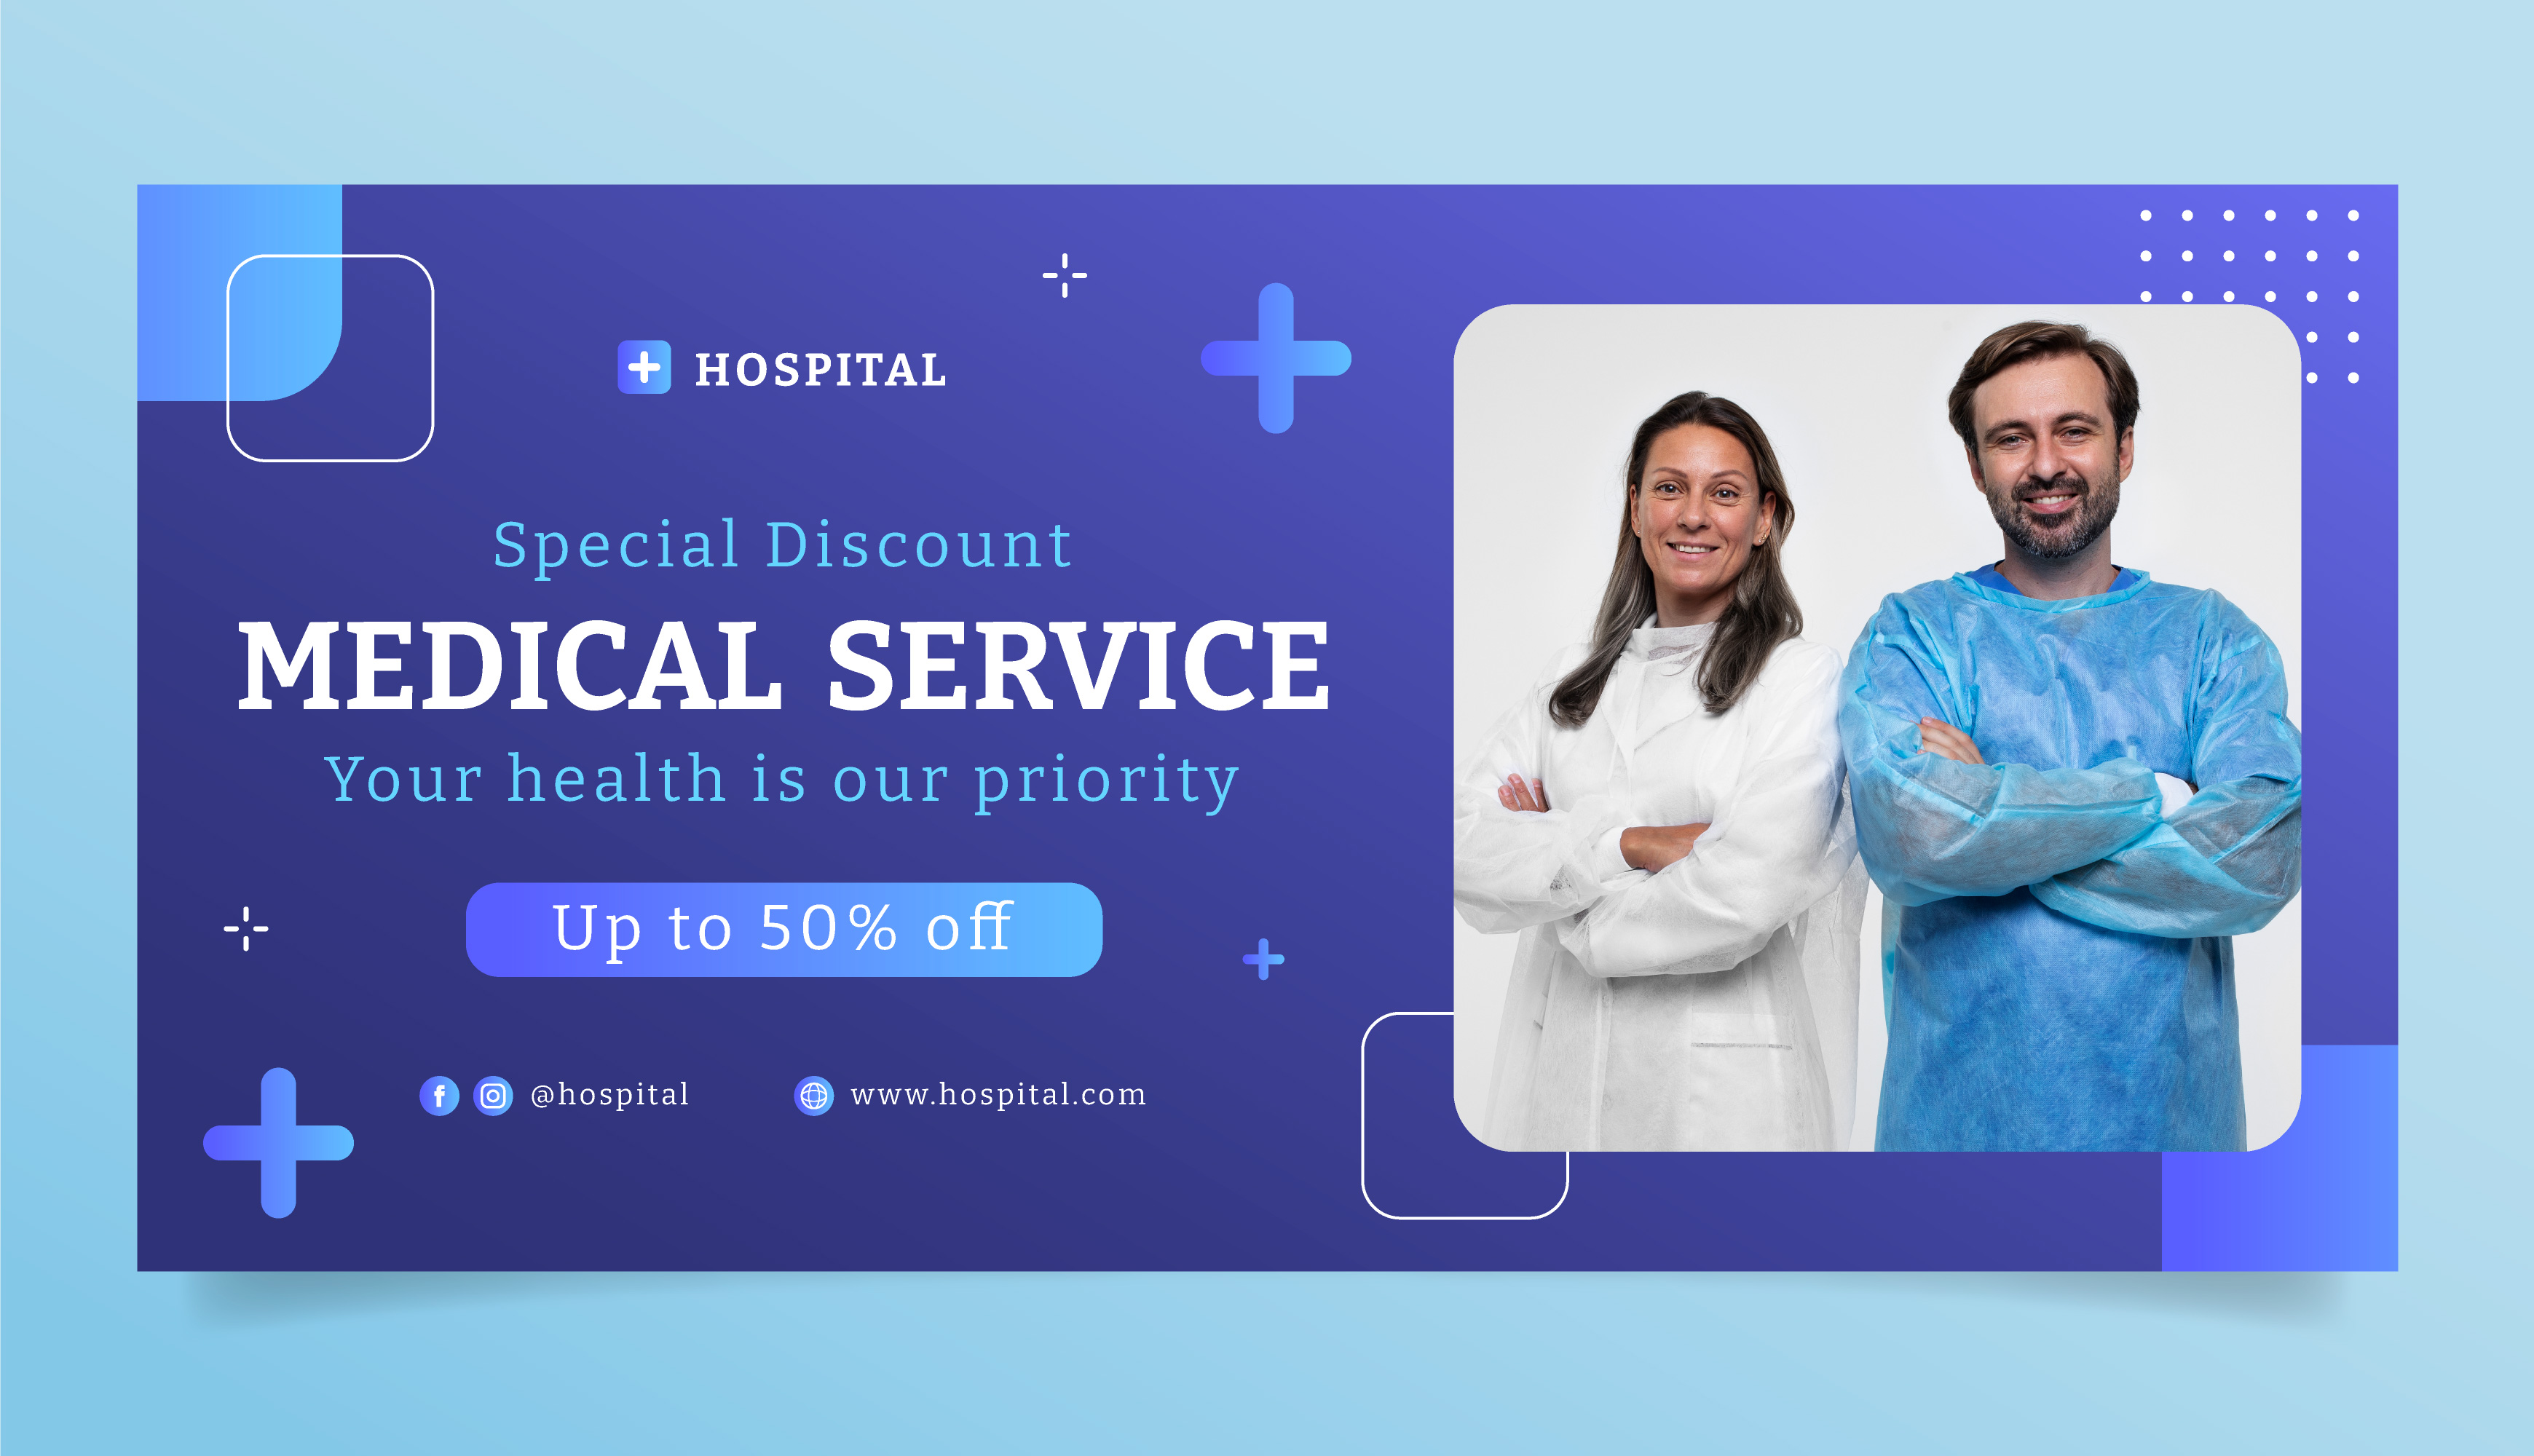 HOSPITAL
Special Discount
MEDICAL SERVICE
Your health is our priority
Up to 50% off
@hospital
www.hospital.com